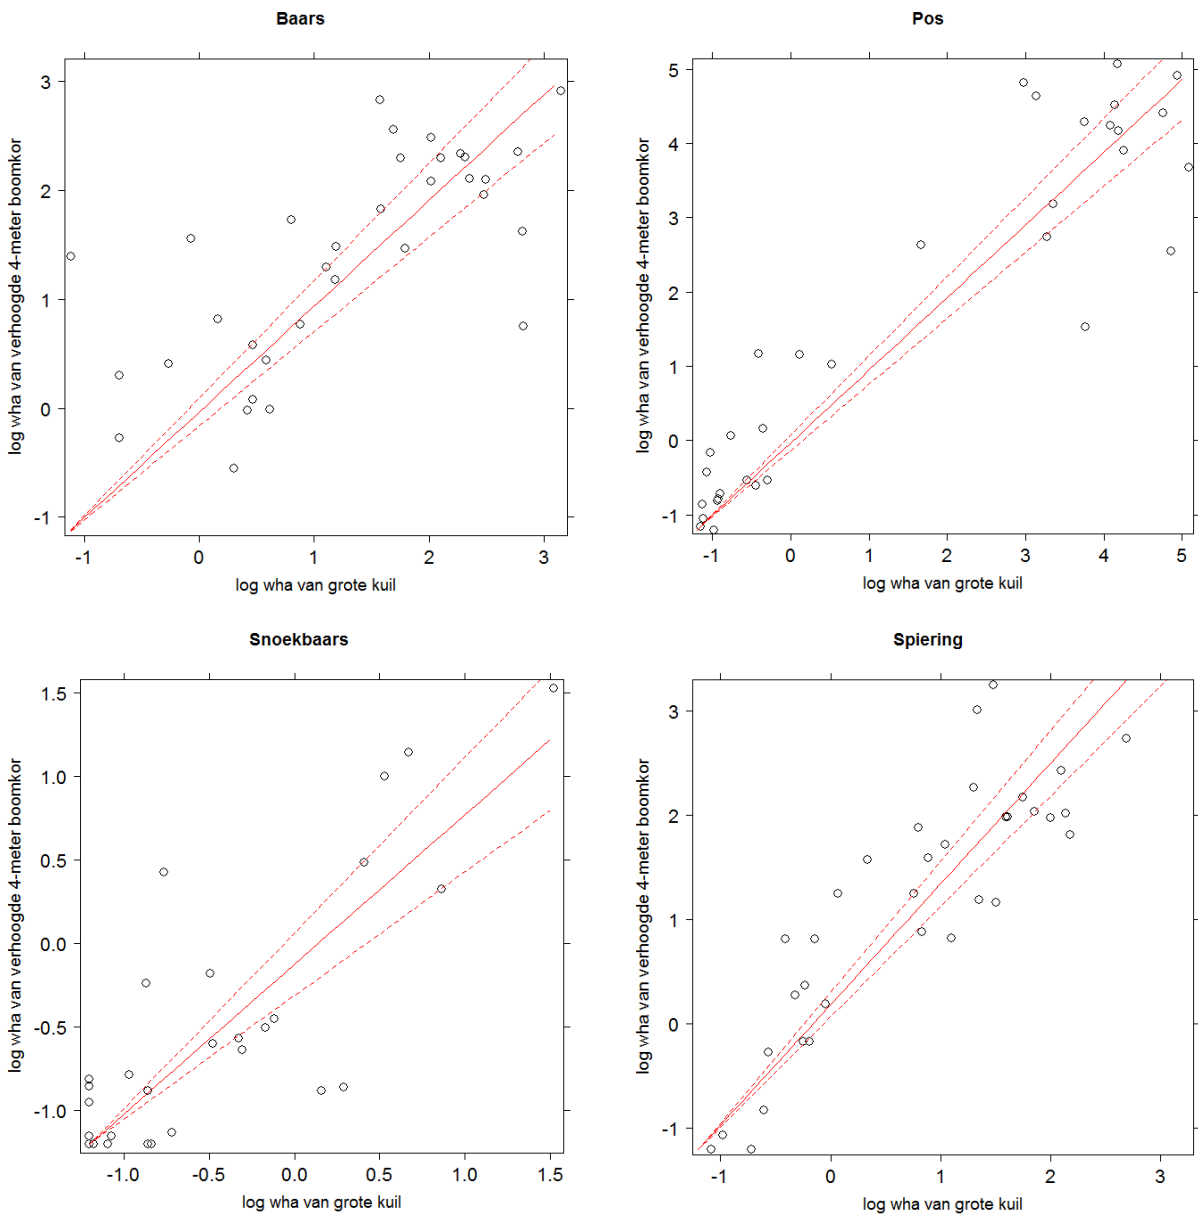 Baars
3
2
1
0
-1
-1 0 1 2 3
log wha van verhoogde 4-meter boomkor
log wha van grote kuil
Pos
5
4
3
2
1
0
-1
-1 0 1 2 3 4 5
log wha van verhoogde 4-meter boomkor
log wha van grote kuil
Snoekbaars
1.5
1.0
0.5
0.0
-0.5
-1.0
-1.0 -0.5 0.0 0.5 1.0 1.5
log wha van verhoogde 4-meter boomkor
log wha van grote kuil
Spiering
3
2
1
0
-1
-1 0 1 2 3
log wha van verhoogde 4-meter boomkor
log wha van grote kuil